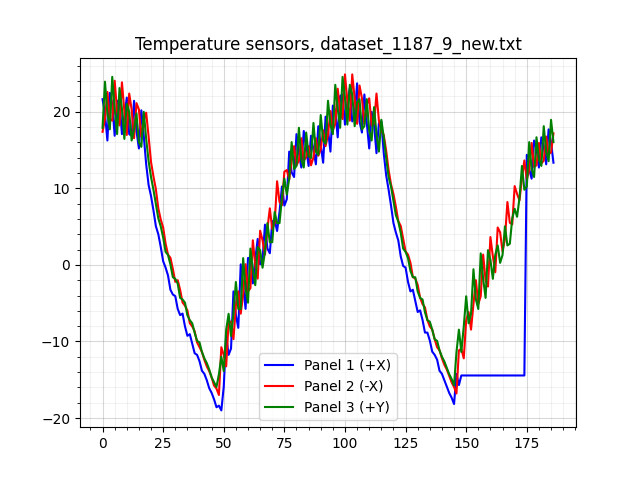 Temperature sensors, dataset_1187_9_new.txt
20
10
0
−10
−20
Panel 1 (+X)
Panel 2 (-X)
Panel 3 (+Y)
0 25 50 75 100 125 150 175